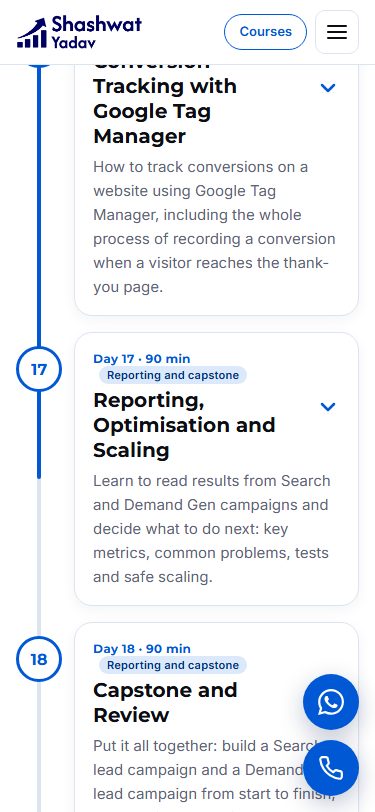 Shashwat
Yadav
Courses
Conversion
Tracking with
Google Tag
Manager
How to track conversions on a
website using Google Tag
Manager, including the whole
process of recording a conversion
when a visitor reaches the thank-
you page.
17
Day 17 · 90 min
Reporting and capstone
Reporting,
Optimisation and
Scaling
Learn to read results from Search
and Demand Gen campaigns and
decide what to do next: key
metrics, common problems, tests
and safe scaling.
18
Day 18 · 90 min
Reporting and capstone
Capstone and
Review
Put it all together: build a Search
lead campaign and a Demand
lead campaign from start to finish,